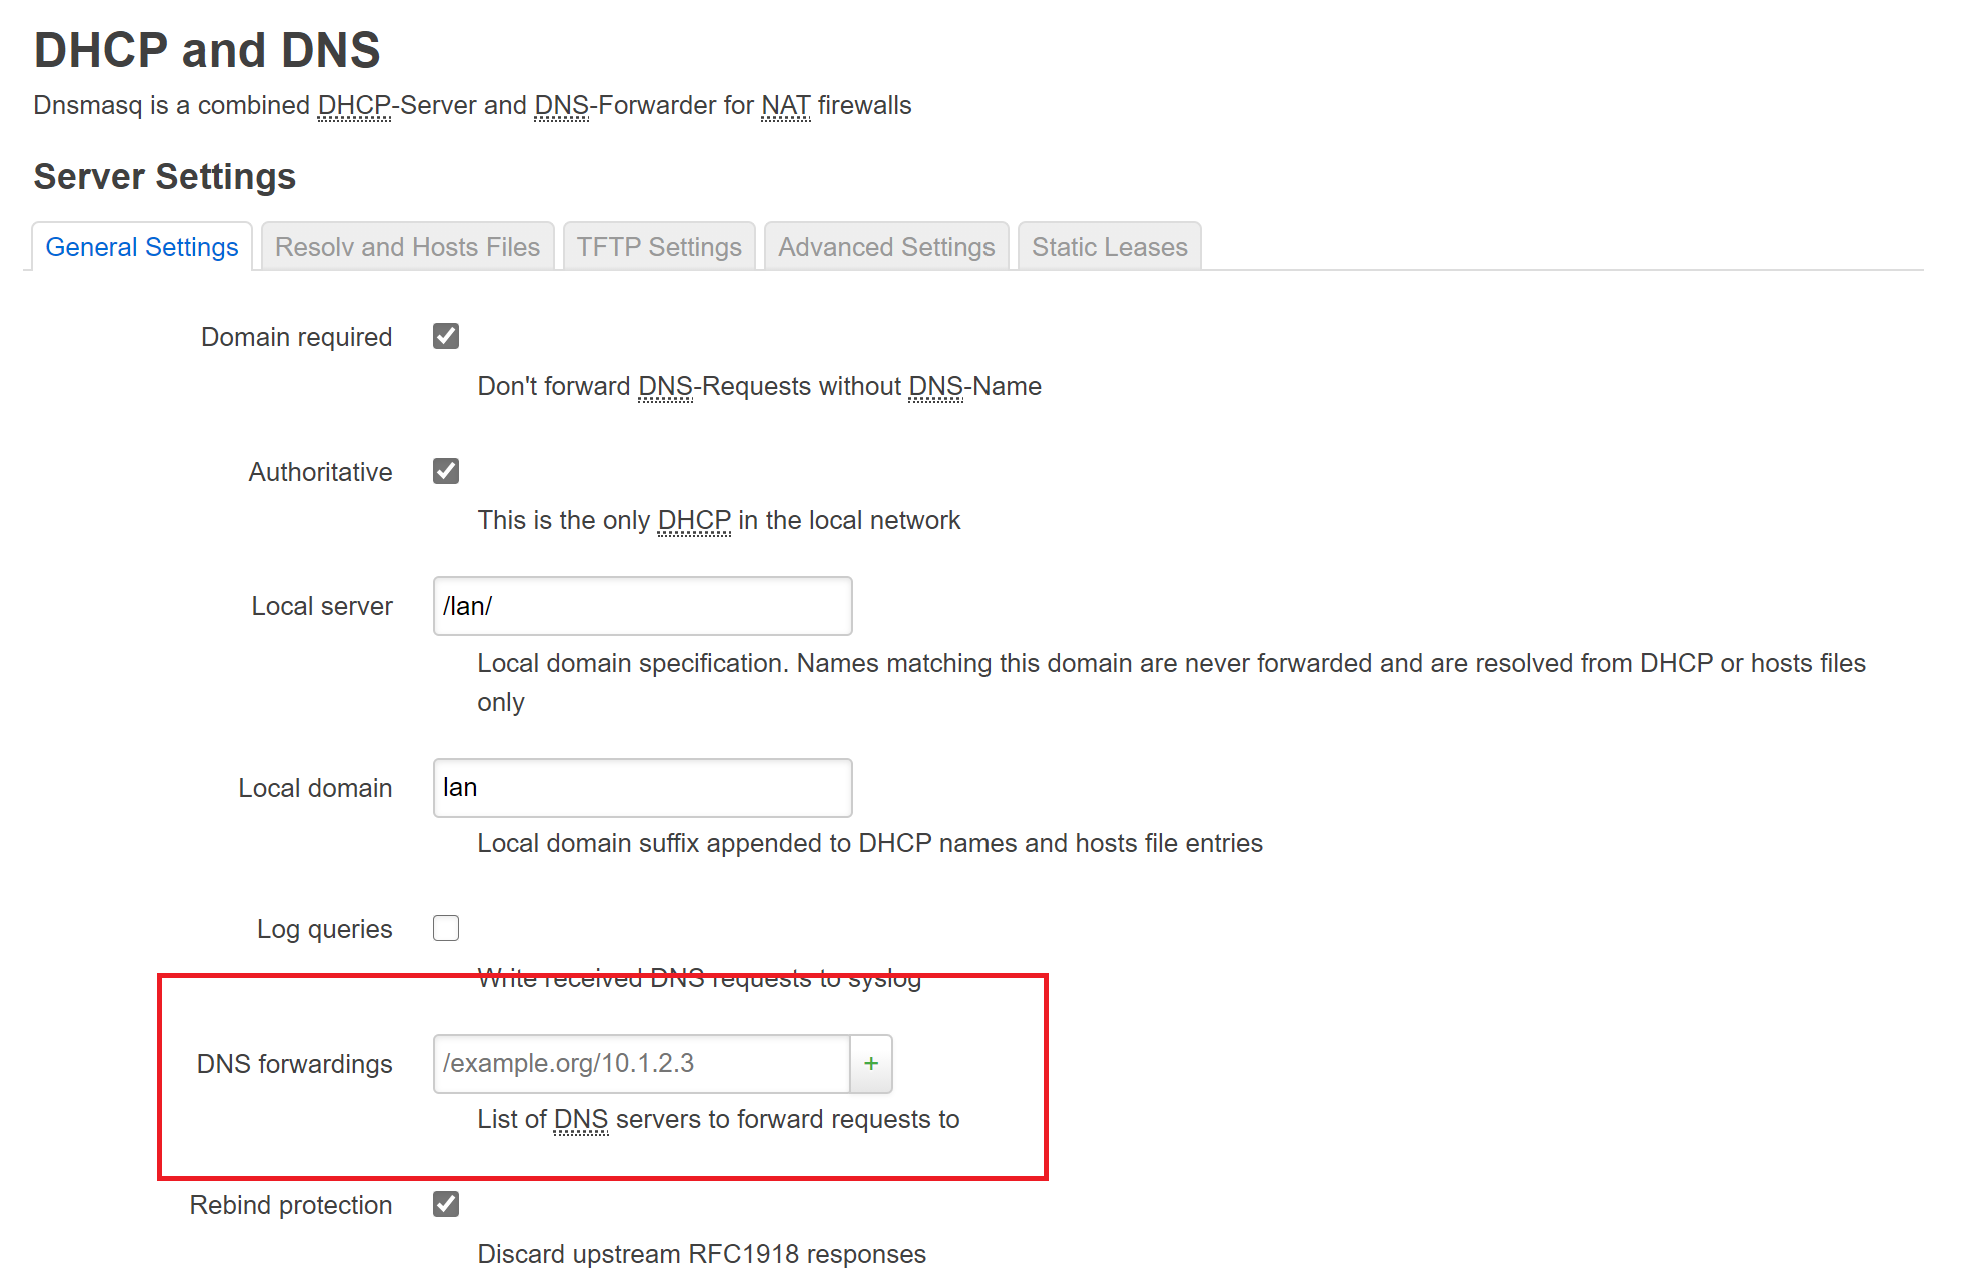 DHCP and DNS
Dnsmasq is a combined DHCP-Server and DNS-Forwarder for NAT firewalls
Server Settings
General Settings Resolv and Hosts Files TFTP Settings Advanced Settings Static Leases
Domain required
Don't forward DNS-Requests without DNS-Name
Authoritative
This is the only DHCP in the local network
Local server /lan/
Local domain specification. Names matching this domain are never forwarded and are resolved from DHCP or hosts files
only
Local domain lan
Local domain suffix appended to DHCP names and hosts file entries
Log queries
Write received DNS requests to syslog
DNS forwardings /example.org/10.1.2.3 +
List of DNS servers to forward requests to
Rebind protection
Discard upstream RFC1918 responses